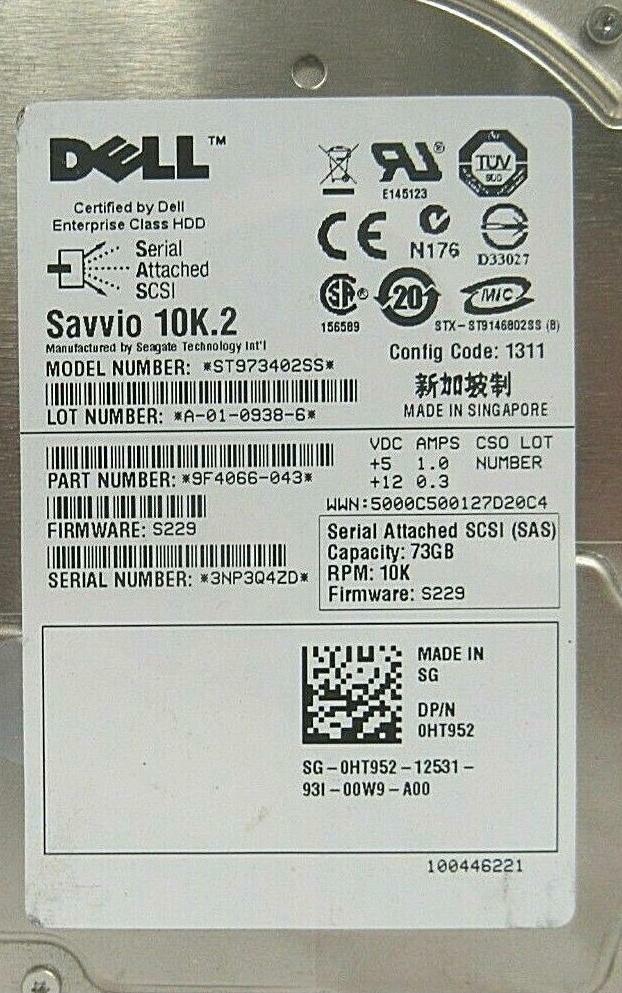 DELL™
Certified by Dell
Enterprise Class HDD
Serial
Attached
SCSI
Savvio 10K.2
Manufactured by Seagate Technology Int'l
MODEL NUMBER: *ST973402SS*
LOT NUMBER: *A-01-0938-6*
E145123
TÜV
CE
N176
D33027
SA®
156589
20
MIC
STX-ST9146802SS (B)
Config Code: 1311
新加坡制
MADE IN SINGAPORE
PART NUMBER: *9F4066-043*
FIRMWARE: S229
SERIAL NUMBER: *3NP3Q4ZD*
VDC AMPS CSO LOT
+5 1.0 NUMBER
+12 0.3
WWN:5000C500127D20C4
Serial Attached SCSI (SAS)
Capacity: 73GB
RPM: 10K
Firmware: S229
MADE IN
SG
DP/N
0HT952
SG-0HT952-12531-
93I-00W9-A00
100446221